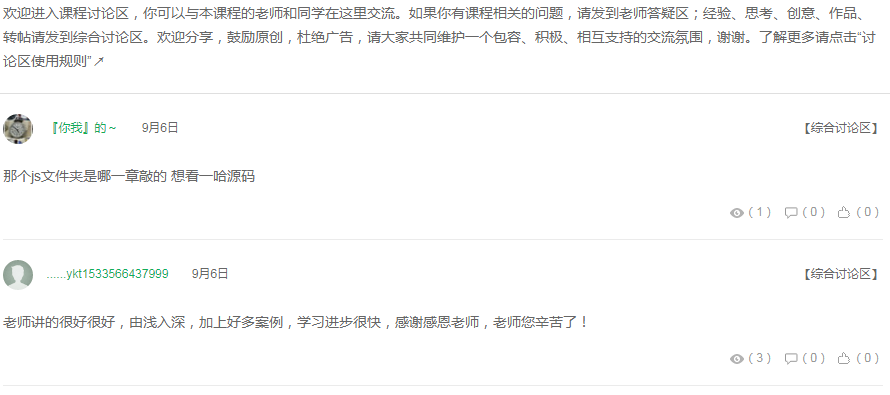 欢迎进入课程讨论区，你可以与本课程的老师和同学在这里交流。如果你有课程相关的问题，请发到老师答疑区；经验、思考、创意、作品、
转帖请发到综合讨论区。欢迎分享，鼓励原创，杜绝广告，请大家共同维护一个包容、积极、相互支持的交流氛围，谢谢。了解更多请点击“讨
论区使用规则”↗
『你我』的～ 9月6日 【综合讨论区】
那个js文件夹是哪一章敲的 想看一哈源码
( 1 ) ( 0 ) ( 0 )
......ykt1533566437999 9月6日 【综合讨论区】
老师讲的很好很好，由浅入深，加上好多案例，学习进步很快，感谢感恩老师，老师您辛苦了！
( 3 ) ( 0 ) ( 0 )